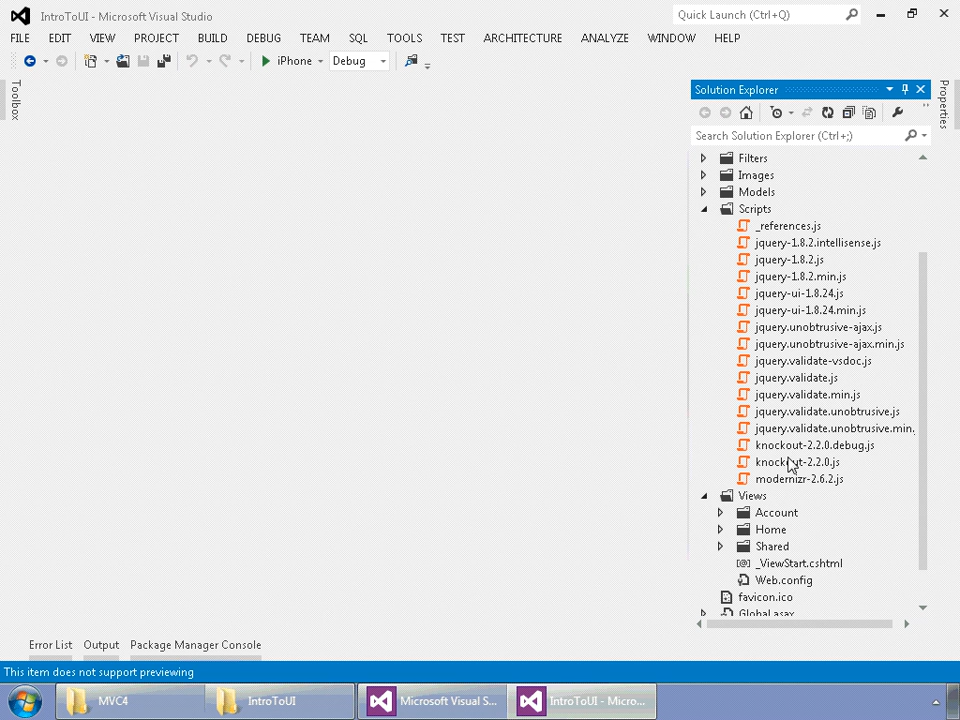 IntroToUI - Microsoft Visual Studio
Quick Launch (Ctrl+Q)
FILE EDIT VIEW PROJECT BUILD DEBUG TEAM SQL TOOLS TEST ARCHITECTURE ANALYZE WINDOW HELP
iPhone Debug
Toolbox
Solution Explorer
Properties
Search Solution Explorer (Ctrl+;)
Filters
Images
Models
Scripts
_references.js
jquery-1.8.2.intellisense.js
jquery-1.8.2.js
jquery-1.8.2.min.js
jquery-ui-1.8.24.js
jquery-ui-1.8.24.min.js
jquery.unobtrusive-ajax.js
jquery.unobtrusive-ajax.min.js
jquery.validate-vsdoc.js
jquery.validate.js
jquery.validate.min.js
jquery.validate.unobtrusive.js
jquery.validate.unobtrusive.min.
knockout-2.2.0.debug.js
knockout-2.2.0.js
modernizr-2.6.2.js
Views
Account
Home
Shared
_ViewStart.cshtml
Web.config
favicon.ico
Global.asax
Error List Output Package Manager Console
This item does not support previewing
MVC4 IntroToUI Microsoft Visual S... IntroToUI - Micro...